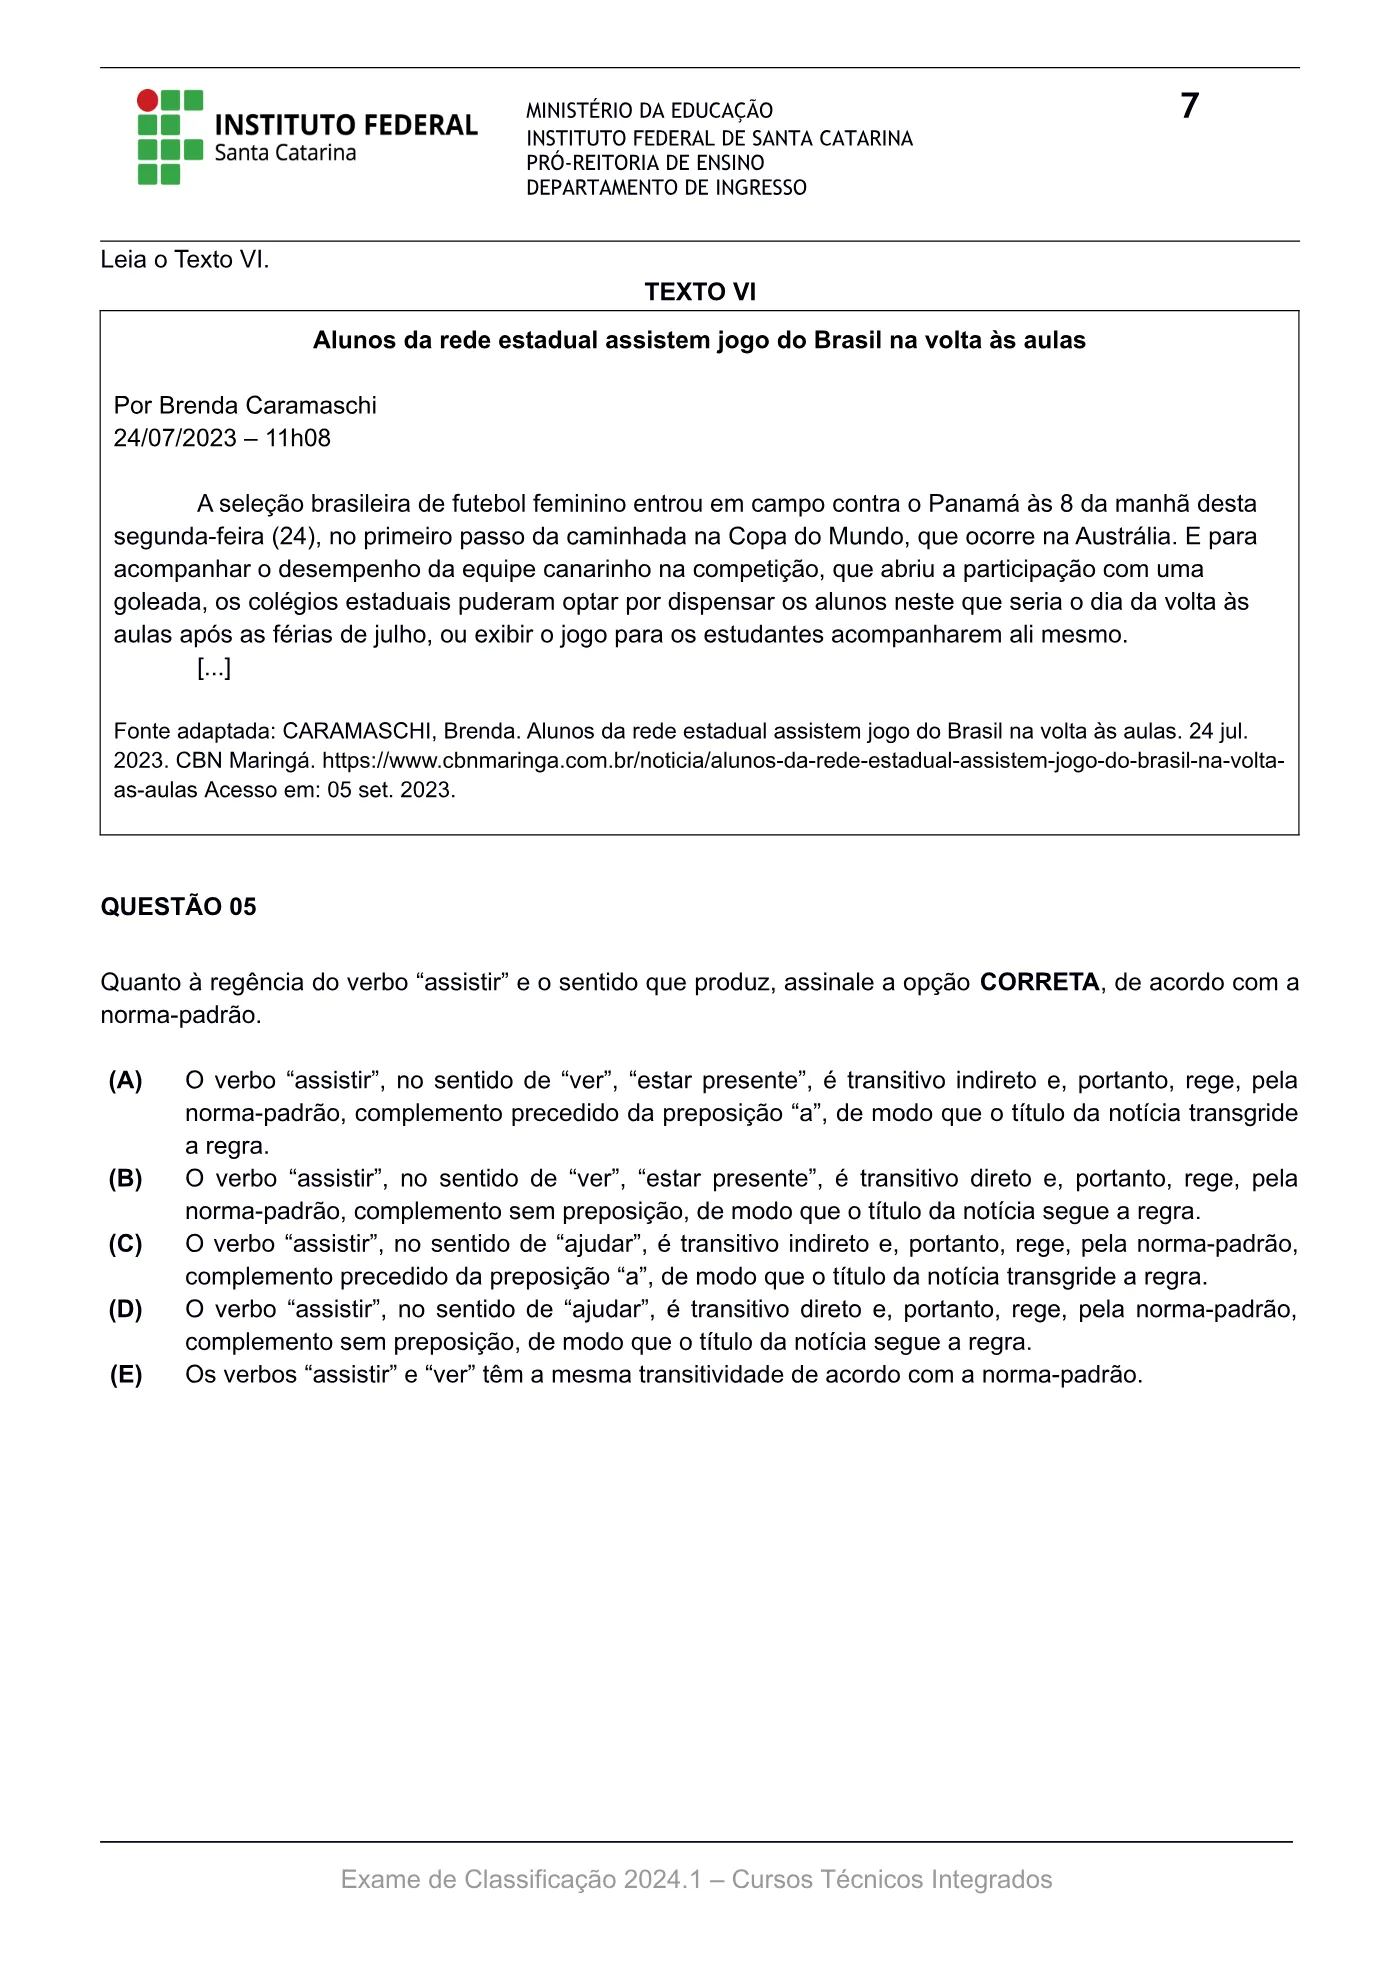 INSTITUTO FEDERAL
Santa Catarina
MINISTÉRIO DA EDUCAÇÃO
INSTITUTO FEDERAL DE SANTA CATARINA
PRÓ-REITORIA DE ENSINO
DEPARTAMENTO DE INGRESSO
7
Leia o Texto VI.
TEXTO VI
Alunos da rede estadual assistem jogo do Brasil na volta às aulas
Por Brenda Caramaschi
24/07/2023 – 11h08
A seleção brasileira de futebol feminino entrou em campo contra o Panamá às 8 da manhã desta
segunda-feira (24), no primeiro passo da caminhada na Copa do Mundo, que ocorre na Austrália. E para
acompanhar o desempenho da equipe canarinho na competição, que abriu a participação com uma
goleada, os colégios estaduais puderam optar por dispensar os alunos neste que seria o dia da volta às
aulas após as férias de julho, ou exibir o jogo para os estudantes acompanharem ali mesmo.
[...]
Fonte adaptada: CARAMASCHI, Brenda. Alunos da rede estadual assistem jogo do Brasil na volta às aulas. 24 jul.
2023. CBN Maringá. https://www.cbnmaringa.com.br/noticia/alunos-da-rede-estadual-assistem-jogo-do-brasil-na-volta-
as-aulas Acesso em: 05 set. 2023.
QUESTÃO 05
Quanto à regência do verbo “assistir” e o sentido que produz, assinale a opção CORRETA, de acordo com a
norma-padrão.
(A) O verbo “assistir”, no sentido de “ver”, “estar presente”, é transitivo indireto e, portanto, rege, pela
norma-padrão, complemento precedido da preposição “a”, de modo que o título da notícia transgride
a regra.
(B) O verbo “assistir”, no sentido de “ver”, “estar presente”, é transitivo direto e, portanto, rege, pela
norma-padrão, complemento sem preposição, de modo que o título da notícia segue a regra.
(C) O verbo “assistir”, no sentido de “ajudar”, é transitivo indireto e, portanto, rege, pela norma-padrão,
complemento precedido da preposição “a”, de modo que o título da notícia transgride a regra.
(D) O verbo “assistir”, no sentido de “ajudar”, é transitivo direto e, portanto, rege, pela norma-padrão,
complemento sem preposição, de modo que o título da notícia segue a regra.
(E) Os verbos “assistir” e “ver” têm a mesma transitividade de acordo com a norma-padrão.
Exame de Classificação 2024.1 – Cursos Técnicos Integrados